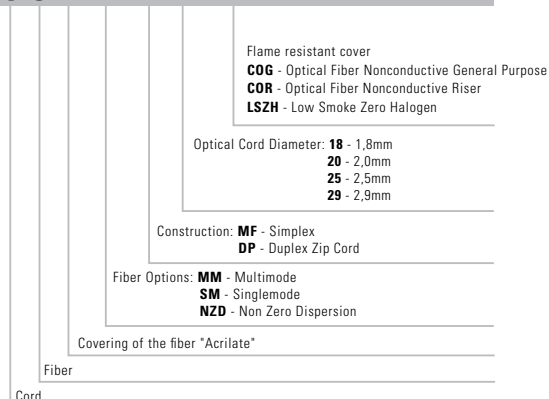 Flame resistant cover
COG - Optical Fiber Nonconductive General Purpose
COR - Optical Fiber Nonconductive Riser
LSZH - Low Smoke Zero Halogen
Optical Cord Diameter: 18 - 1,8mm
20 - 2,0mm
25 - 2,5mm
29 - 2,9mm
Construction: MF - Simplex
DP - Duplex Zip Cord
Fiber Options: MM - Multimode
SM - Singlemode
NZD - Non Zero Dispersion
Covering of the fiber "Acrilate"
Fiber
Cord